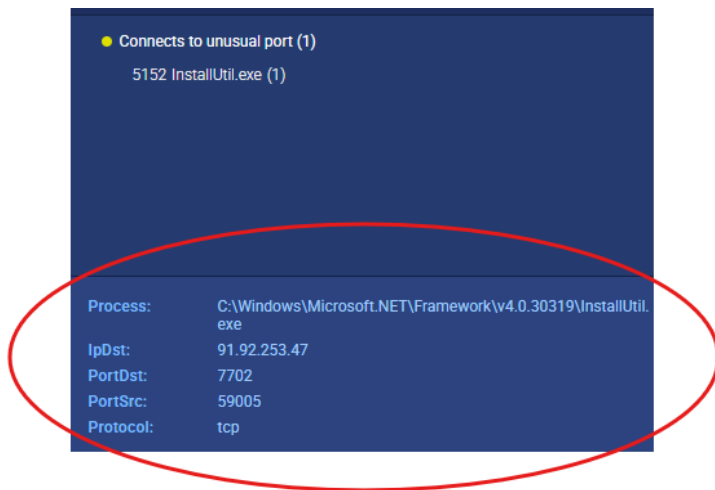 Connects to unusual port (1)
5152 InstallUtil.exe (1)
Process: C:\Windows\Microsoft.NET\Framework\v4.0.30319\InstallUtil.
exe
IpDst: 91.92.253.47
PortDst: 7702
PortSrc: 59005
Protocol: tcp